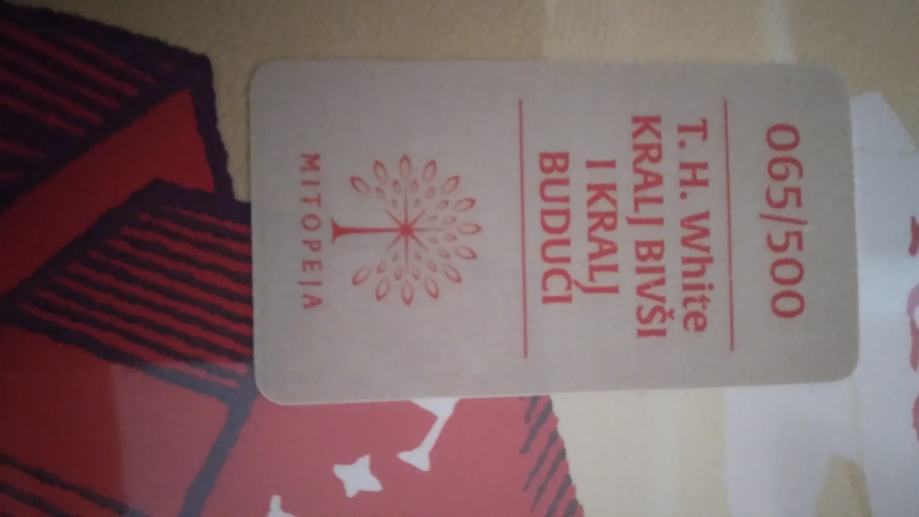 065/500
T. H. White
KRALJ BIVŠI
I KRALJ
BUDUĆI
MITOPEJA